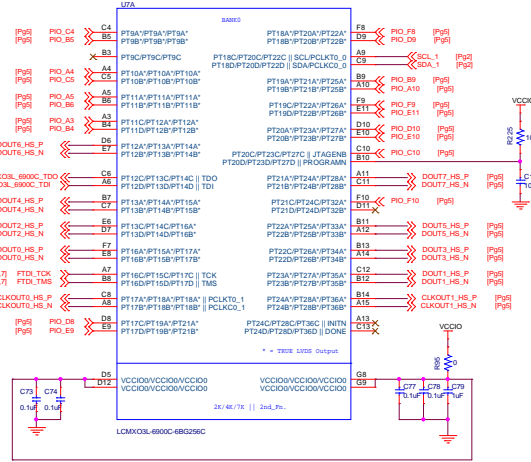 U7A
BANK0
[Pg5] PIO_C4 C4 PT9A*/PT9A*/PT9A* PT18A*/PT20A*/PT22A* F8 PIO_F8 [Pg5]
[Pg5] PIO_B5 B5 PT9B*/PT9B*/PT9B* PT18B*/PT20B*/PT22B* D9 PIO_D9 [Pg5]
B3 PT9C/PT9C/PT9C PT18C/PT20C/PT22C || SCL/PCLKT0_0 A9 SCL_1 [Pg2]
PT18D/PT20D/PT22D || SDA/PCLKC0_0 C9 SDA_1 [Pg2]
[Pg5] PIO_A4 A4 PT10A*/PT10A*/PT10A*
[Pg5] PIO_C5 C5 PT10B*/PT10B*/PT10B* PT19A*/PT21A*/PT25A* B9 PIO_B9 [Pg5]
PT19B*/PT21B*/PT25B* A10 PIO_A10 [Pg5]
[Pg5] PIO_A5 A5 PT11A*/PT11A*/PT11A*
[Pg5] PIO_B6 B6 PT11B*/PT11B*/PT11B* PT19C/PT22A*/PT26A* F9 PIO_F9 [Pg5]
PT19D/PT22B*/PT26B* E11 PIO_E11 [Pg5]
VCCIO
[Pg5] PIO_A3 A3 PT11C/PT12A*/PT12A*
[Pg5] PIO_B4 B4 PT11D/PT12B*/PT12B* PT20A*/PT23A*/PT27A* D10 PIO_D10 [Pg5]
PT20B*/PT23B*/PT27B* E10 PIO_E10 [Pg5]
R225
DOUT6_HS_P D6 PT12A*/PT13A*/PT14A*
DOUT6_HS_N E7 PT12B*/PT13B*/PT14B* PT20C/PT23C/PT27C || JTAGENB C10 PIO_C10 [Pg5]
PT20D/PT23D/PT27D || PROGRAMN B10
XO3L_6900C_TDO C6 PT12C/PT13C/PT14C || TDO PT21A*/PT24A*/PT28A* A11 DOUT7_HS_P [Pg5]
O3L_6900C_TDI A6 PT12D/PT13D/PT14D || TDI PT21B*/PT24B*/PT28B* C11 DOUT7_HS_N [Pg5]
DOUT4_HS_P B7 PT13A*/PT14A*/PT15A* PT21C/PT24C/PT32A* F10 PIO_F10 [Pg5]
DOUT4_HS_N C7 PT13B*/PT14B*/PT15B* PT21D/PT24D/PT32B* D11
DOUT2_HS_P E6 PT13C/PT14C/PT16A* PT22A*/PT25A*/PT33A* B11 DOUT5_HS_P [Pg5]
DOUT2_HS_N D7 PT13D/PT14D/PT16B* PT22B*/PT25B*/PT33B* A12 DOUT5_HS_N [Pg5]
DOUT0_HS_P F7 PT16A*/PT15A*/PT17A* PT22C/PT26A*/PT34A* B13 DOUT3_HS_P [Pg5]
DOUT0_HS_N E8 PT16B*/PT15B*/PT17B* PT22D/PT26B*/PT34B* A14 DOUT3_HS_N [Pg5]
7] FTDI_TCK A7 PT16C/PT15C/PT17C || TCK PT23A*/PT27A*/PT35A* C12 DOUT1_HS_P [Pg5]
7] FTDI_TMS B8 PT16D/PT15D/PT17D || TMS PT23B*/PT27B*/PT35B* B12 DOUT1_HS_N [Pg5]
CLKOUT0_HS_P C8 PT17A*/PT18A*/PT18A* || PCLKT0_1 PT24A*/PT28A*/PT36A* B14 CLKOUT1_HS_P [Pg5]
CLKOUT0_HS_N A8 PT17B*/PT18B*/PT18B* || PCLKC0_1 PT24B*/PT28B*/PT36B* A15 CLKOUT1_HS_N [Pg5]
[Pg5] PIO_D8 D8 PT17C/PT19A*/PT21A* PT24C/PT28C/PT36C || INITN A13
[Pg5] PIO_E9 E9 PT17D/PT19B*/PT21B* PT24D/PT28D/PT36D || DONE C13
VCCIO
* = TRUE LVDS Output
R95
0
D5 VCCIO0/VCCIO0/VCCIO0 VCCIO0/VCCIO0/VCCIO0 G8
D12 VCCIO0/VCCIO0/VCCIO0 VCCIO0/VCCIO0/VCCIO0 G9
C73 C74 C77 C78 C79
0.1uF 0.1uF 0.1uF 0.1uF 1uF
2K/4K/7K || 2nd_Fn.
LCMXO3L-6900C-6BG256C